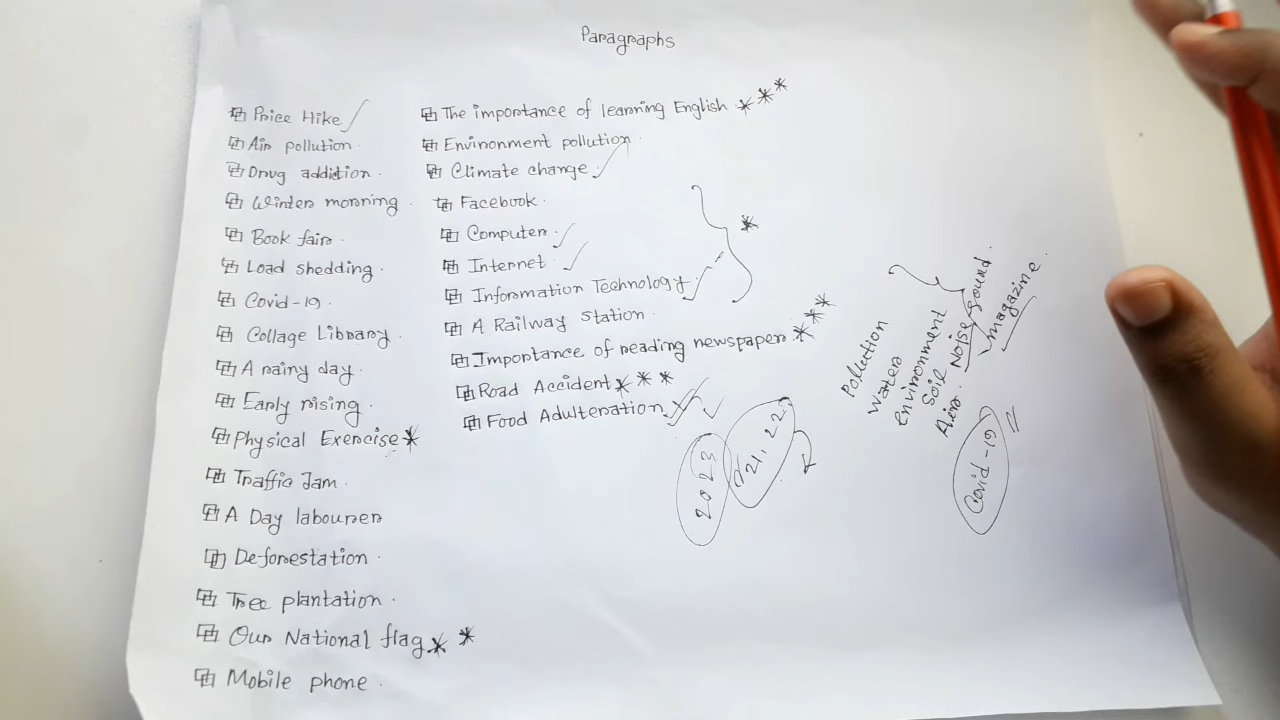 Paragraphs
Price Hike
Air pollution.
Drug addition.
Winter morning.
Book fair.
Load shedding.
Covid-19.
Collage Library.
A rainy day.
Early rising.
Physical Exercise *
Traffic Jam.
A Day labourer
Deforestation.
Tree plantation.
Our National flag * *
Mobile phone.
The importance of learning English * * *
Environment pollution.
Climate change.
Facebook.
Computer.
Internet.
Information Technology.
*
A Railway station.
Importance of reading newspaper. * * *
Road Accident * * *
Food Adulteration.
2023
21, 22,
Pollution
Water
environment
Soil
Air. Noise / sound.
magazine.
Covid-19